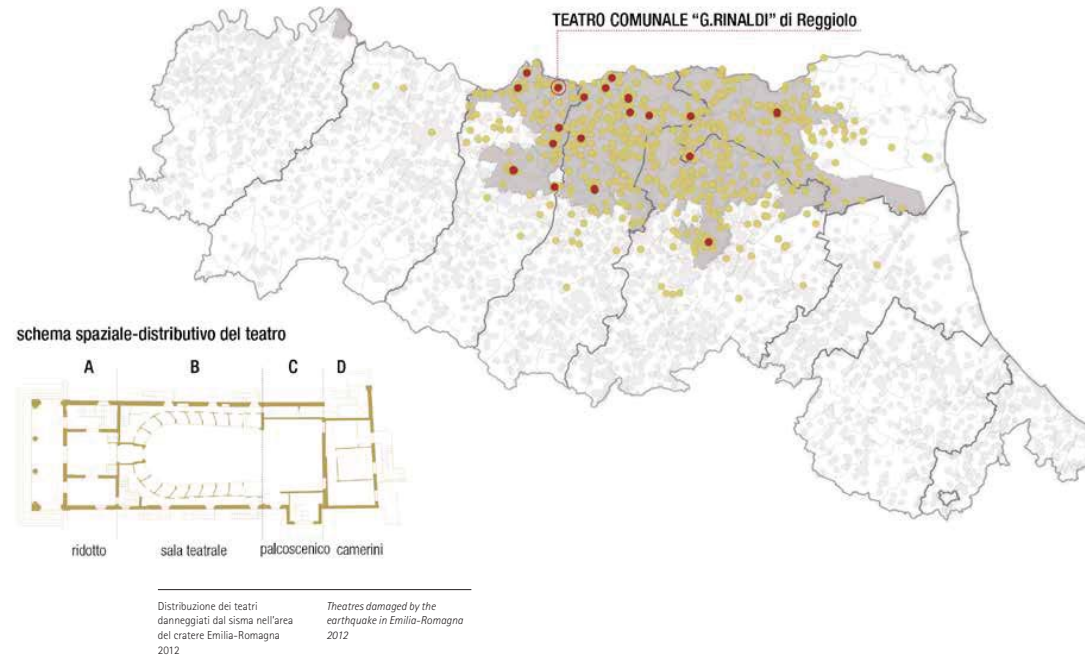 TEATRO COMUNALE “G.RINALDI” di Reggiolo
schema spaziale-distributivo del teatro
A B C D
ridotto sala teatrale palcoscenico camerini
Distribuzione dei teatri
danneggiati dal sisma nell'area
del cratere Emilia-Romagna
2012
Theatres damaged by the
earthquake in Emilia-Romagna
2012